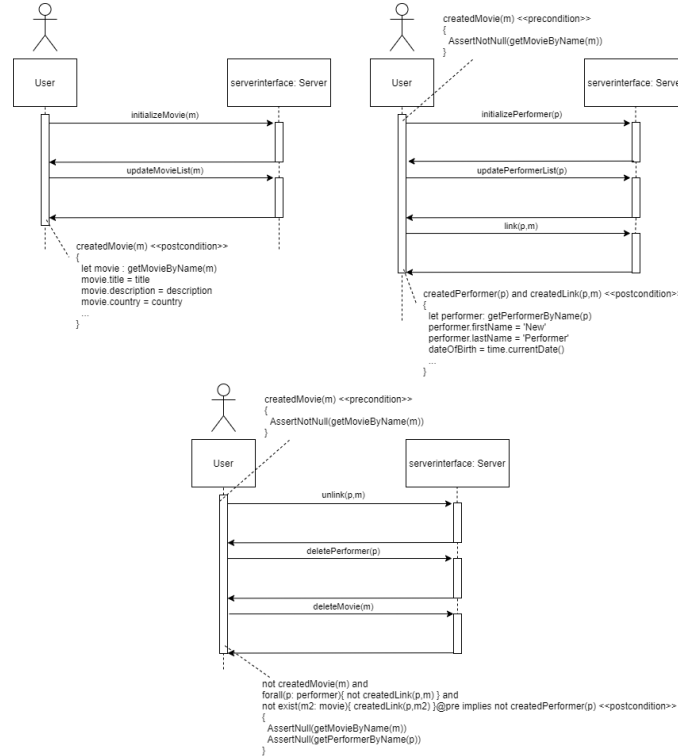 User
serverinterface: Server
initializeMovie(m)
updateMovieList(m)
createdMovie(m) <<postcondition>>
{
let movie : getMovieByName(m)
movie.title = title
movie.description = description
movie.country = country
...
}
createdMovie(m) <<precondition>>
{
AssertNotNull(getMovieByName(m))
}
User
serverinterface: Serve
initializePerformer(p)
updatePerformerList(p)
link(p,m)
createdPerformer(p) and createdLink(p,m) <<postcondition>>
{
let performer: getPerformerByName(p)
performer.firstName = 'New'
performer.lastName = 'Performer'
dateOfBirth = time.currentDate()
...
}
createdMovie(m) <<precondition>>
{
AssertNotNull(getMovieByName(m))
}
User
serverinterface: Server
unlink(p,m)
deletePerformer(p)
deleteMovie(m)
not createdMovie(m) and
forall(p: performer){ not createdLink(p,m) } and
not exist(m2: movie){ createdLink(p,m2) }@pre implies not createdPerformer(p) <<postcondition>>
{
AssertNull(getMovieByName(m))
AssertNull(getPerformerByName(p))
}